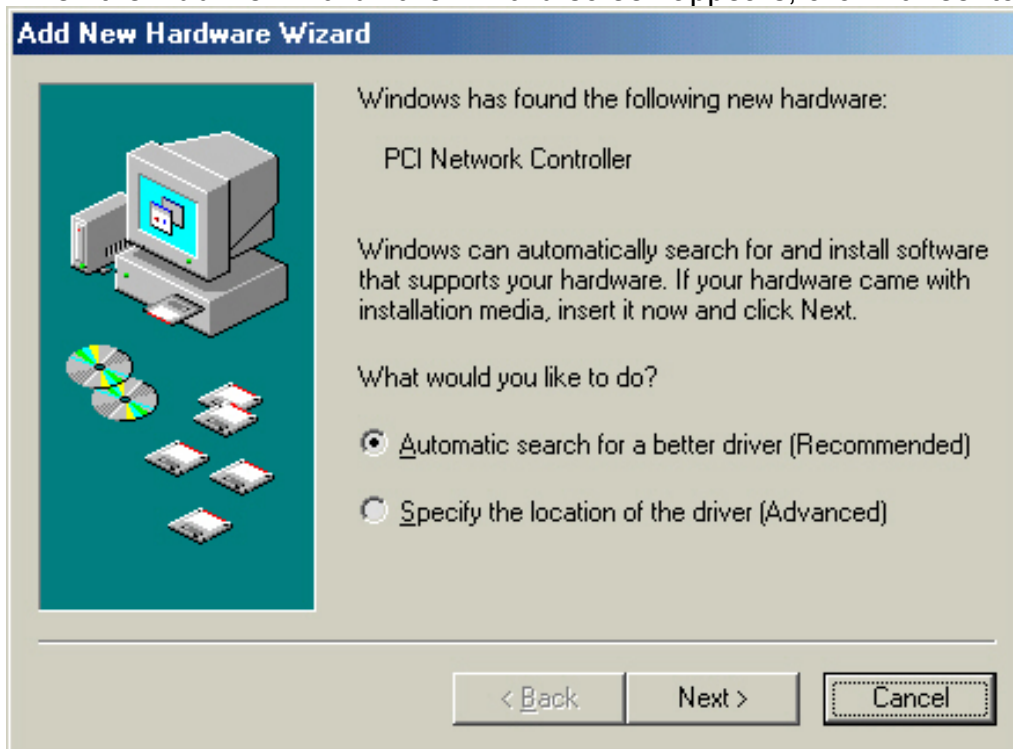 Add New Hardware Wizard
Windows has found the following new hardware:
PCI Network Controller
Windows can automatically search for and install software
that supports your hardware. If your hardware came with
installation media, insert it now and click Next.
What would you like to do?
Automatic search for a better driver (Recommended)
Specify the location of the driver (Advanced)
< Back
Next >
Cancel